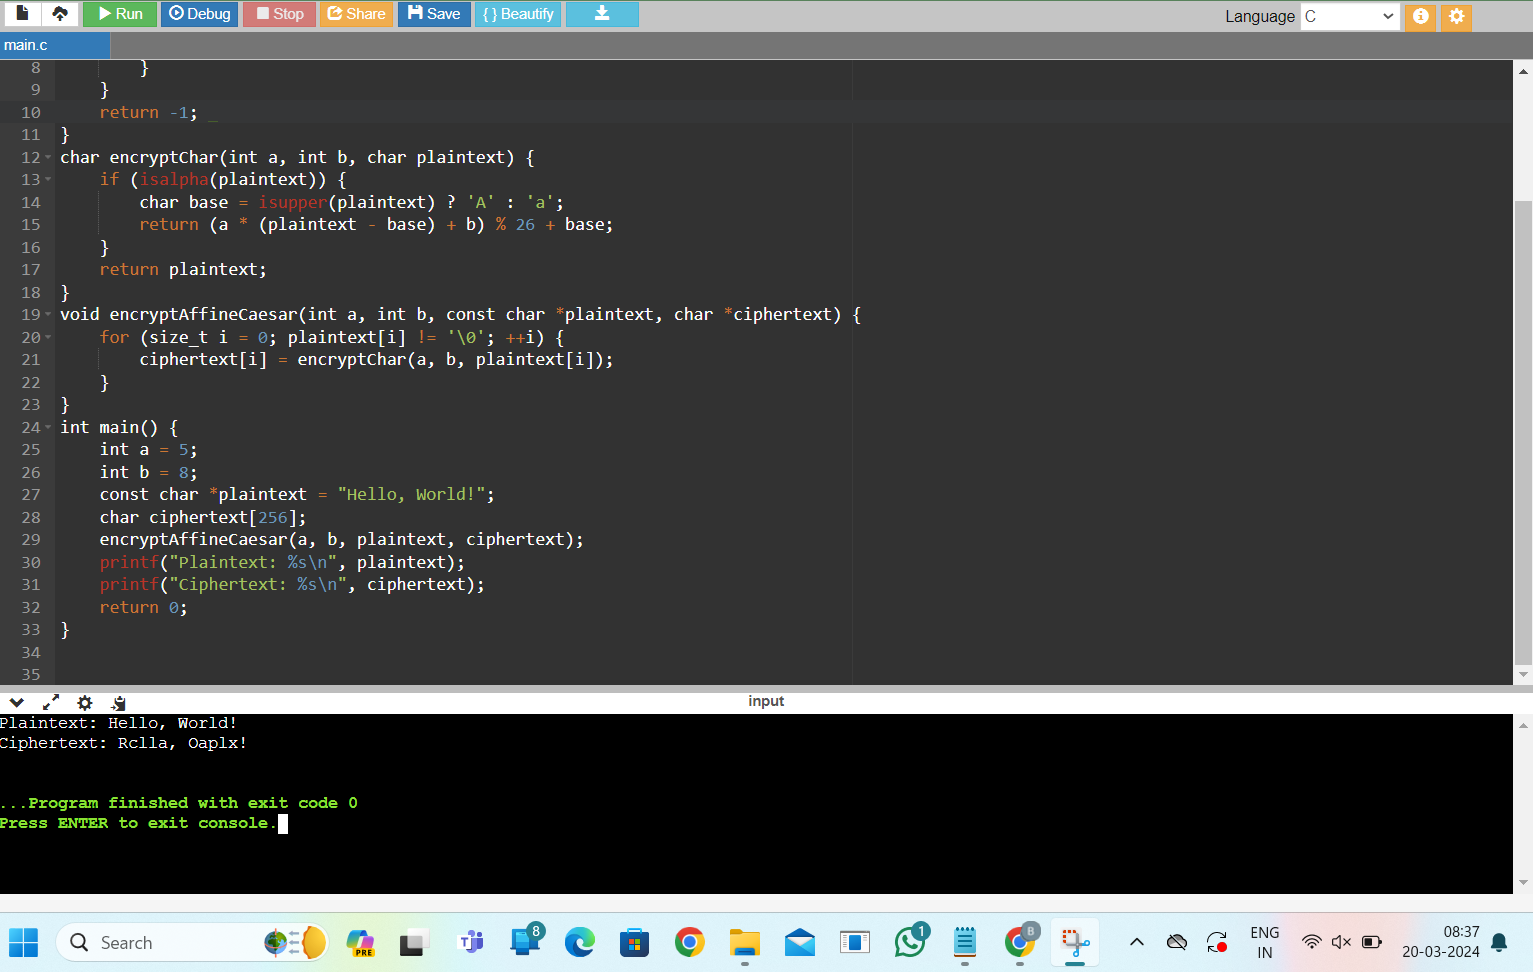 Run Debug Stop Share Save { } Beautify Language C
main.c
8 }
9 }
10 return -1; _
11 }
12 char encryptChar(int a, int b, char plaintext) {
13 if (isalpha(plaintext)) {
14 char base = isupper(plaintext) ? 'A' : 'a';
15 return (a * (plaintext - base) + b) % 26 + base;
16 }
17 return plaintext;
18 }
19 void encryptAffineCaesar(int a, int b, const char *plaintext, char *ciphertext) {
20 for (size_t i = 0; plaintext[i] != '\0'; ++i) {
21 ciphertext[i] = encryptChar(a, b, plaintext[i]);
22 }
23 }
24 int main() {
25 int a = 5;
26 int b = 8;
27 const char *plaintext = "Hello, World!";
28 char ciphertext[256];
29 encryptAffineCaesar(a, b, plaintext, ciphertext);
30 printf("Plaintext: %s\n", plaintext);
31 printf("Ciphertext: %s\n", ciphertext);
32 return 0;
33 }
34
35
input
Plaintext: Hello, World!
Ciphertext: Rclla, Oaplx!
...Program finished with exit code 0
Press ENTER to exit console.
Search PRE 8 1 B ENG 08:37
IN 20-03-2024